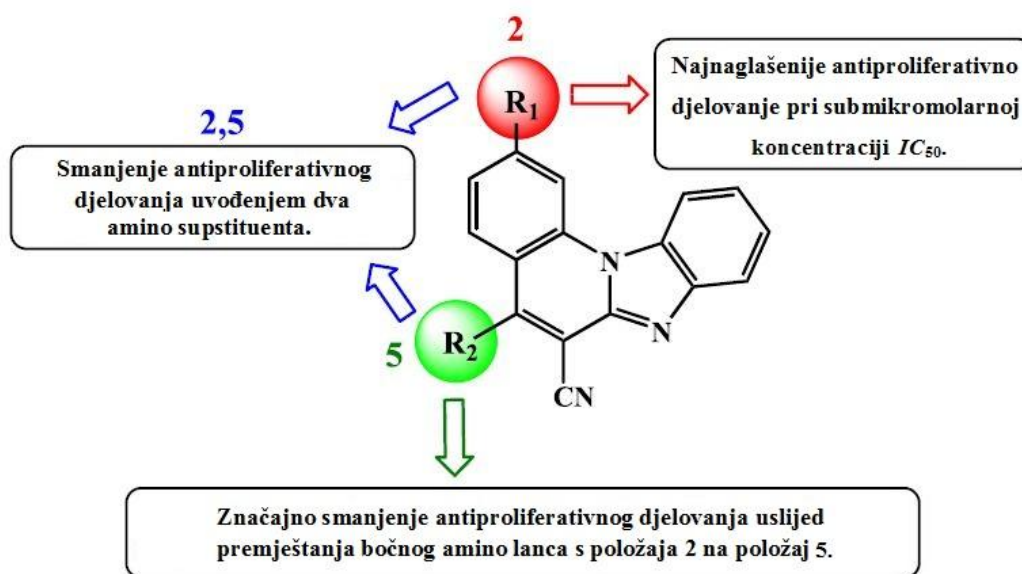 2
R1
Najnaglašenije antiproliferativno
djelovanje pri submikromolarnoj
koncentraciji IC50.
2,5
Smanjenje antiproliferativnog
djelovanja uvođenjem dva
amino supstituenta.
N
N
5
R2
CN
Značajno smanjenje antiproliferativnog djelovanja uslijed
premještanja bočnog amino lanca s položaja 2 na položaj 5.